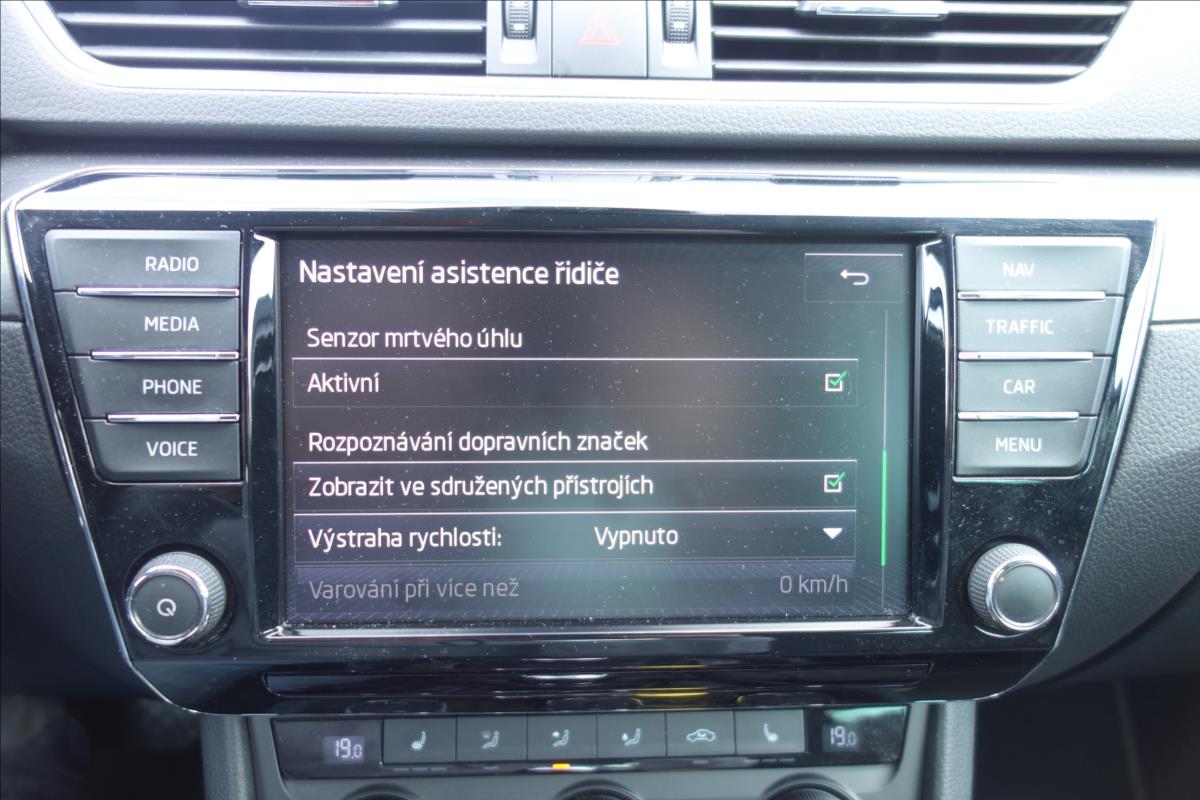 RADIO
MEDIA
PHONE
VOICE
Nastavení asistence řidiče
Senzor mrtvého úhlu
Aktivní
Rozpoznávání dopravních značek
Zobrazit ve sdružených přístrojích
Výstraha rychlosti: Vypnuto
Varování při více než 0 km/h
NAV
TRAFFIC
CAR
MENU
19.0
19.0